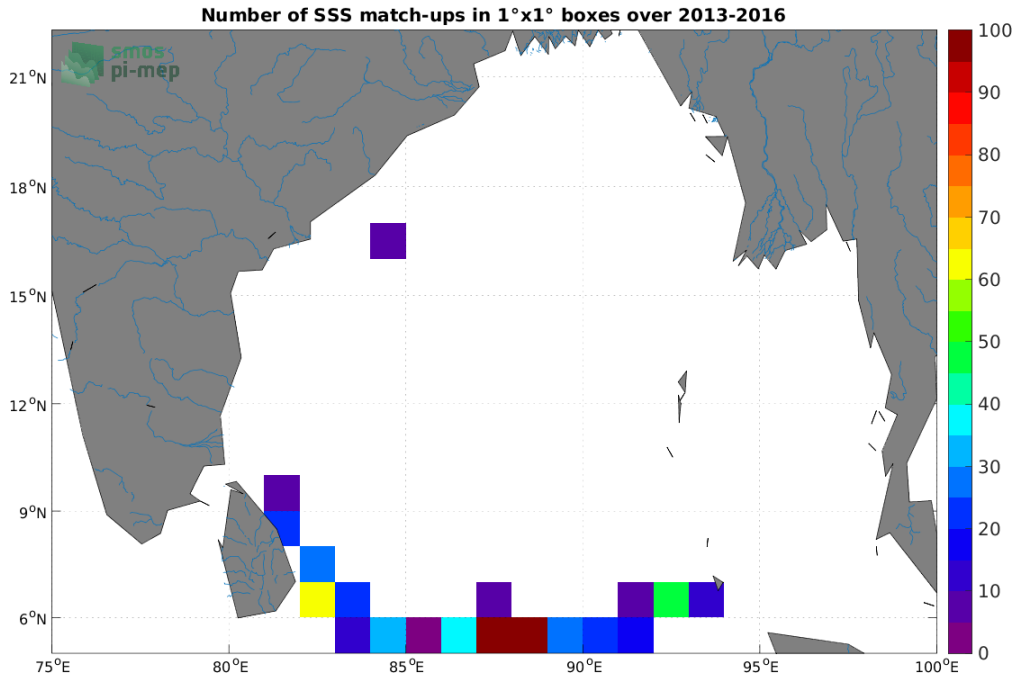 Number of SSS match-ups in 1°x1° boxes over 2013-2016
smos
pi-mep
21°N
18°N
15°N
12°N
9°N
6°N
75°E
80°E
85°E
90°E
95°E
100°E
100
90
80
70
60
50
40
30
20
10
0